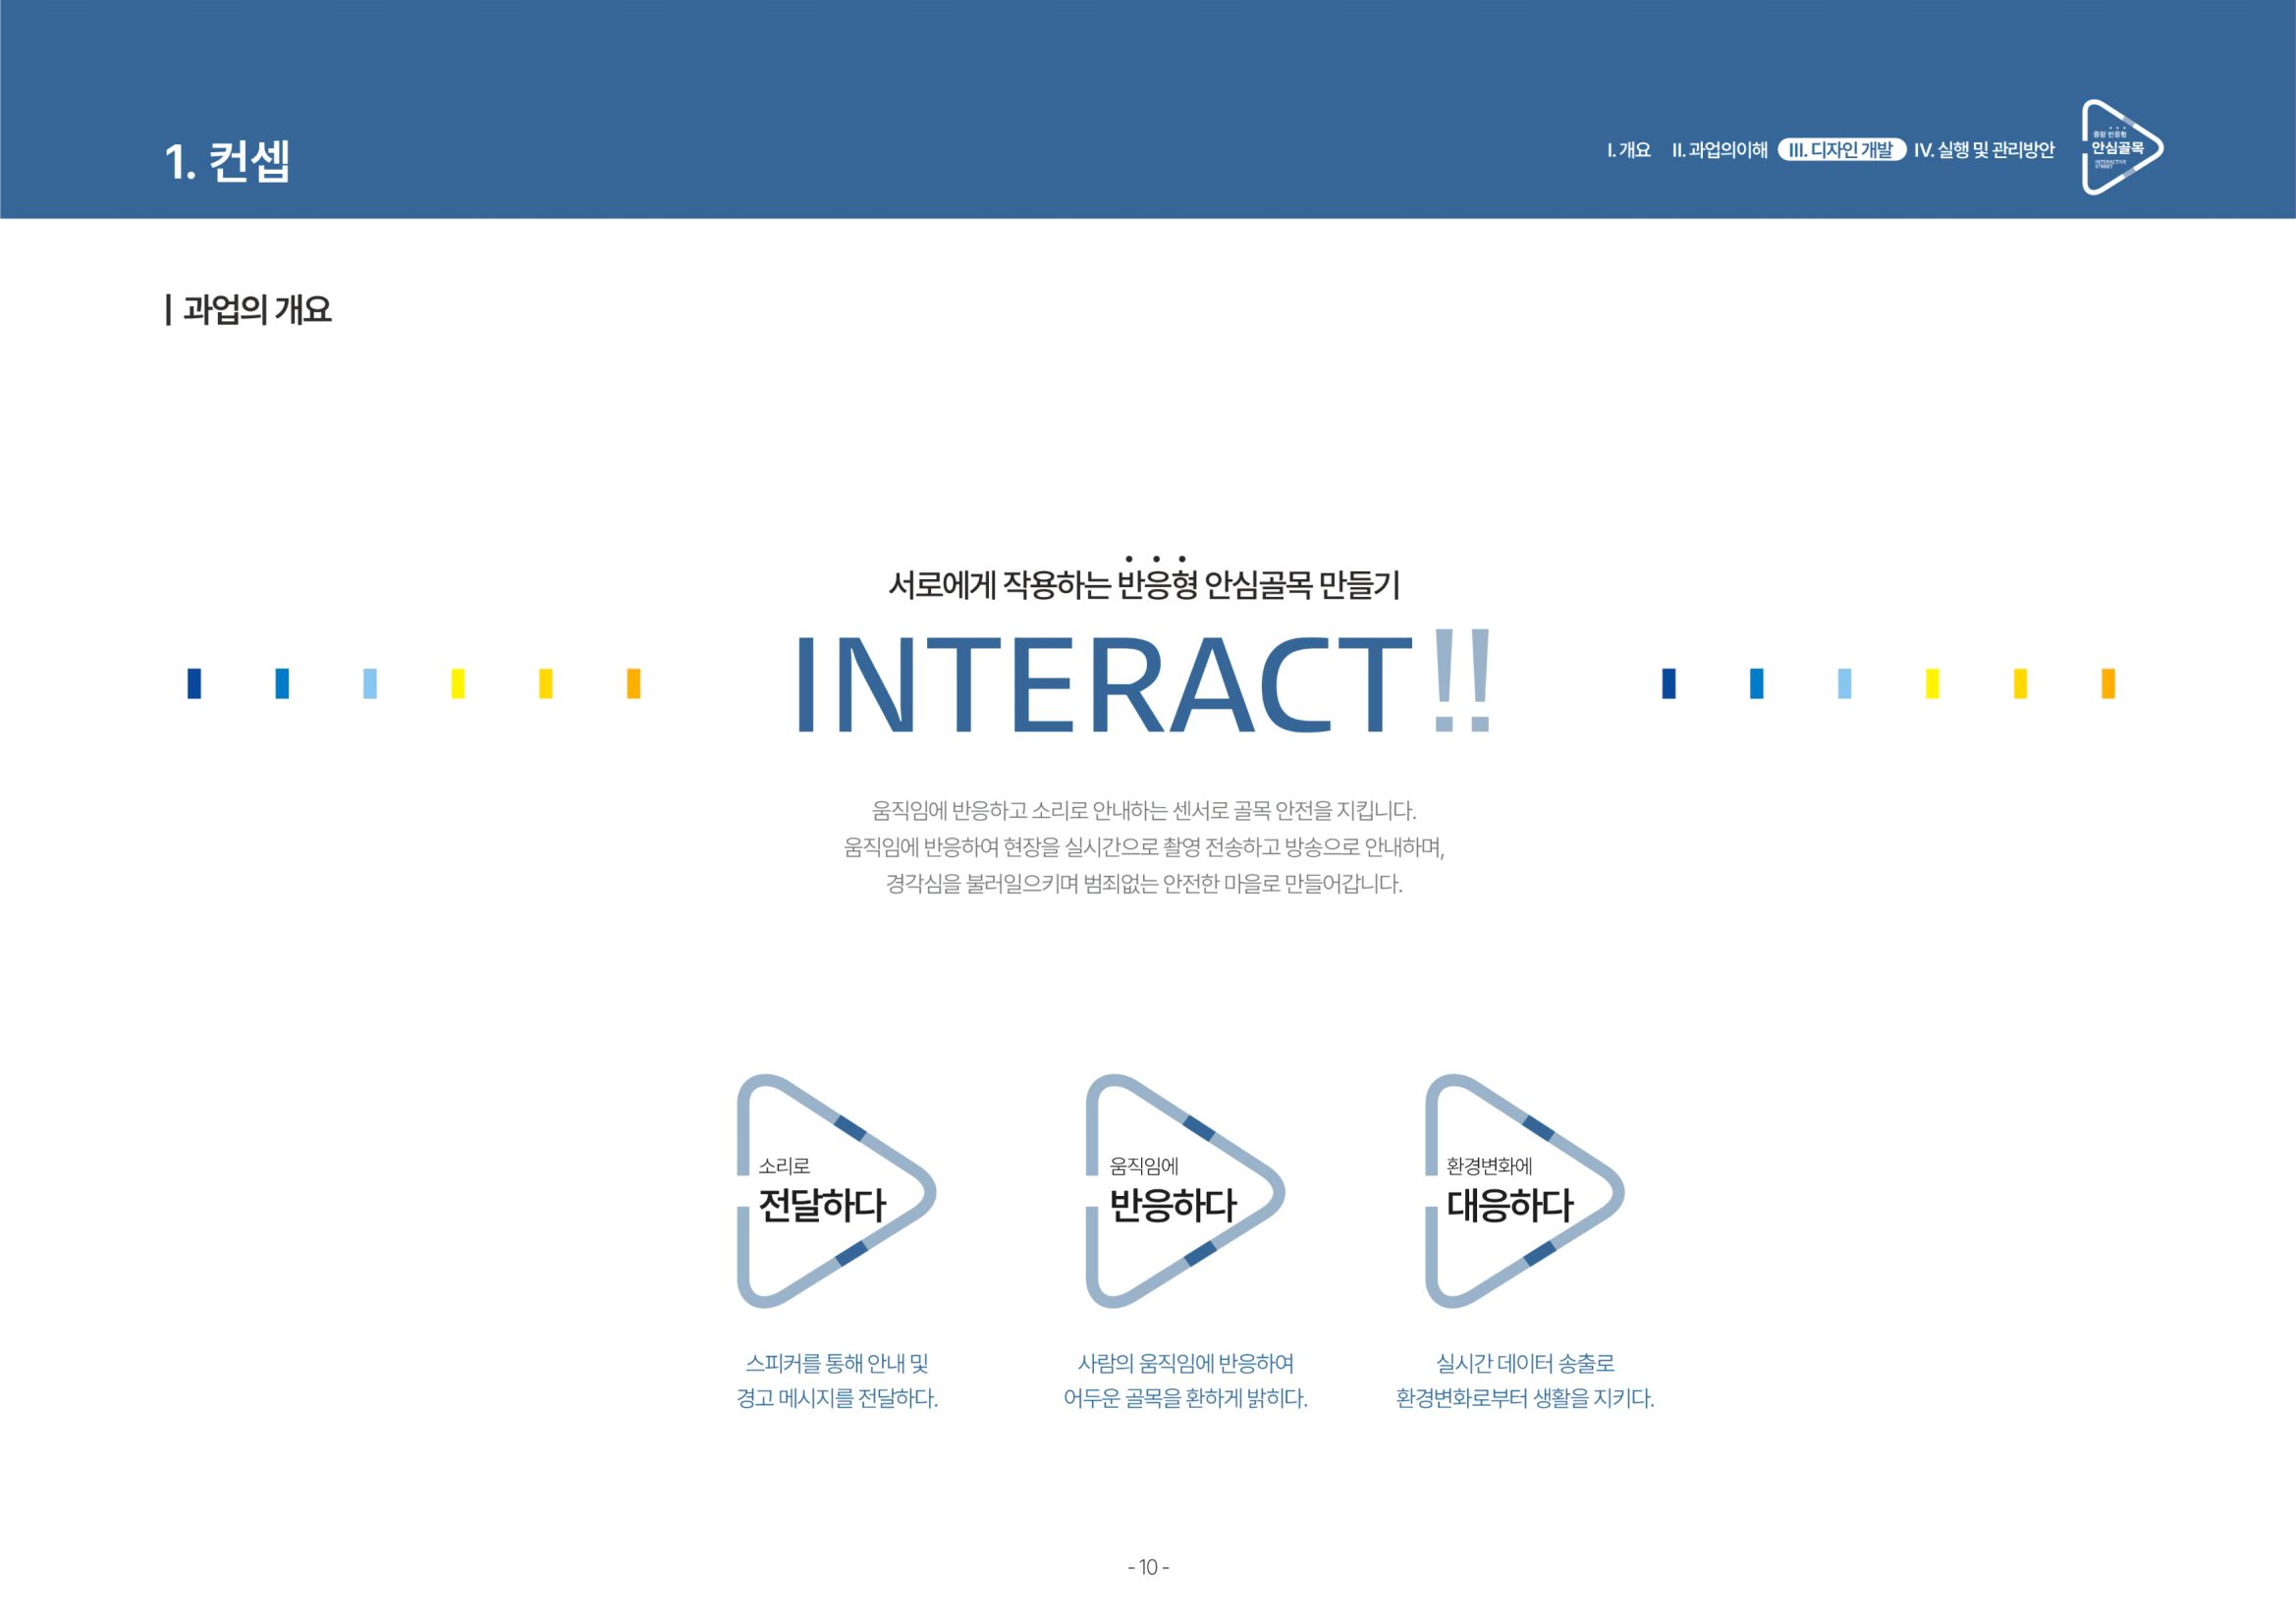 1. 컨셉
I. 개요 II. 과업의이해 III. 디자인 개발 IV. 실행 및 관리방안
중랑 반응형
안심골목
INTERACTIVE
STREET
과업의 개요
서로에게 작용하는 반응형 안심골목 만들기
INTERACT!!
움직임에 반응하고 소리로 안내하는 센서로 골목 안전을 지킵니다.
움직임에 반응하여 현장을 실시간으로 촬영 전송하고 방송으로 안내하며,
경각심을 불러일으키며 범죄없는 안전한 마을로 만들어갑니다.
소리로
전달하다
스피커를 통해 안내 및
경고 메시지를 전달하다.
움직임에
반응하다
사람의 움직임에 반응하여
어두운 골목을 환하게 밝히다.
환경변화에
대응하다
실시간 데이터 송출로
환경변화로부터 생활을 지키다.
- 10 -